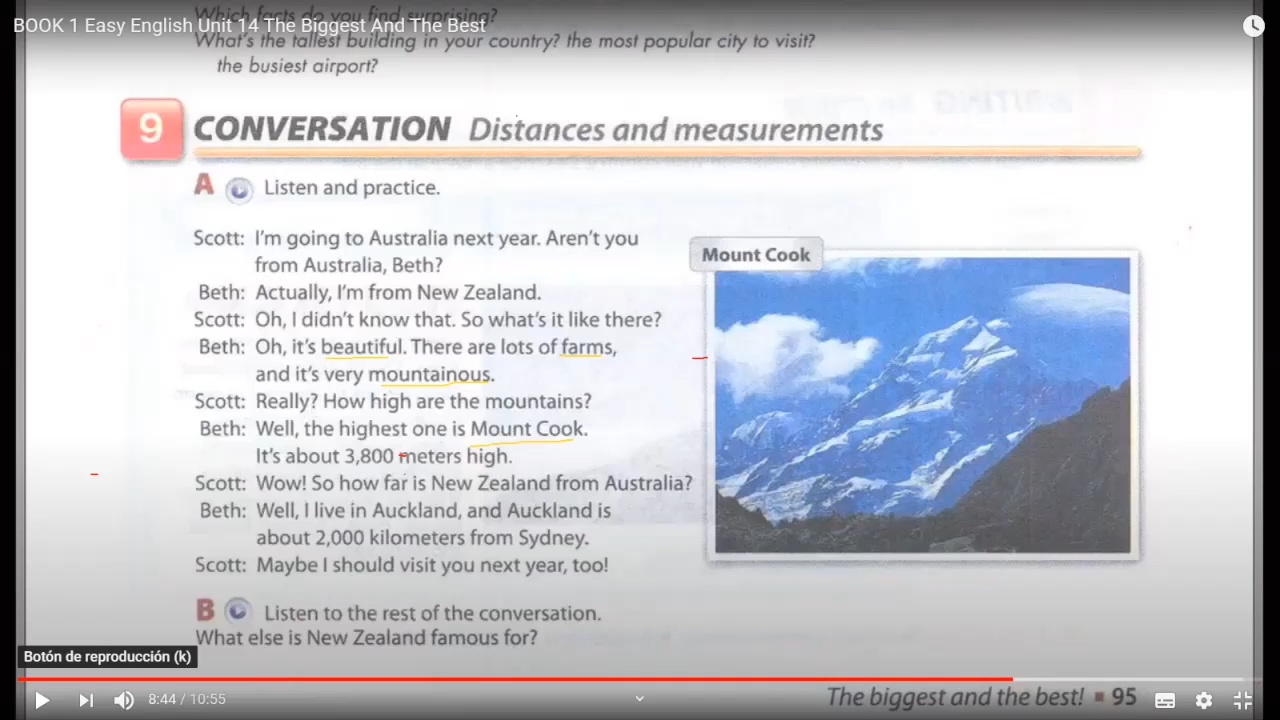 Which facts do you find surprising?
BOOK 1 Easy English Unit 14 The Biggest And The Best
What's the tallest building in your country? the most popular city to visit?
the busiest airport?
9 CONVERSATION Distances and measurements
A Listen and practice.
Scott: I'm going to Australia next year. Aren't you
from Australia, Beth?
Beth: Actually, I'm from New Zealand.
Scott: Oh, I didn't know that. So what's it like there?
Beth: Oh, it's beautiful. There are lots of farms,
and it's very mountainous.
Scott: Really? How high are the mountains?
Beth: Well, the highest one is Mount Cook.
It's about 3,800 meters high.
Scott: Wow! So how far is New Zealand from Australia?
Beth: Well, I live in Auckland, and Auckland is
about 2,000 kilometers from Sydney.
Scott: Maybe I should visit you next year, too!
Mount Cook
B Listen to the rest of the conversation.
What else is New Zealand famous for?
Botón de reproducción (k)
8:44 / 10:55
The biggest and the best! ▪ 95